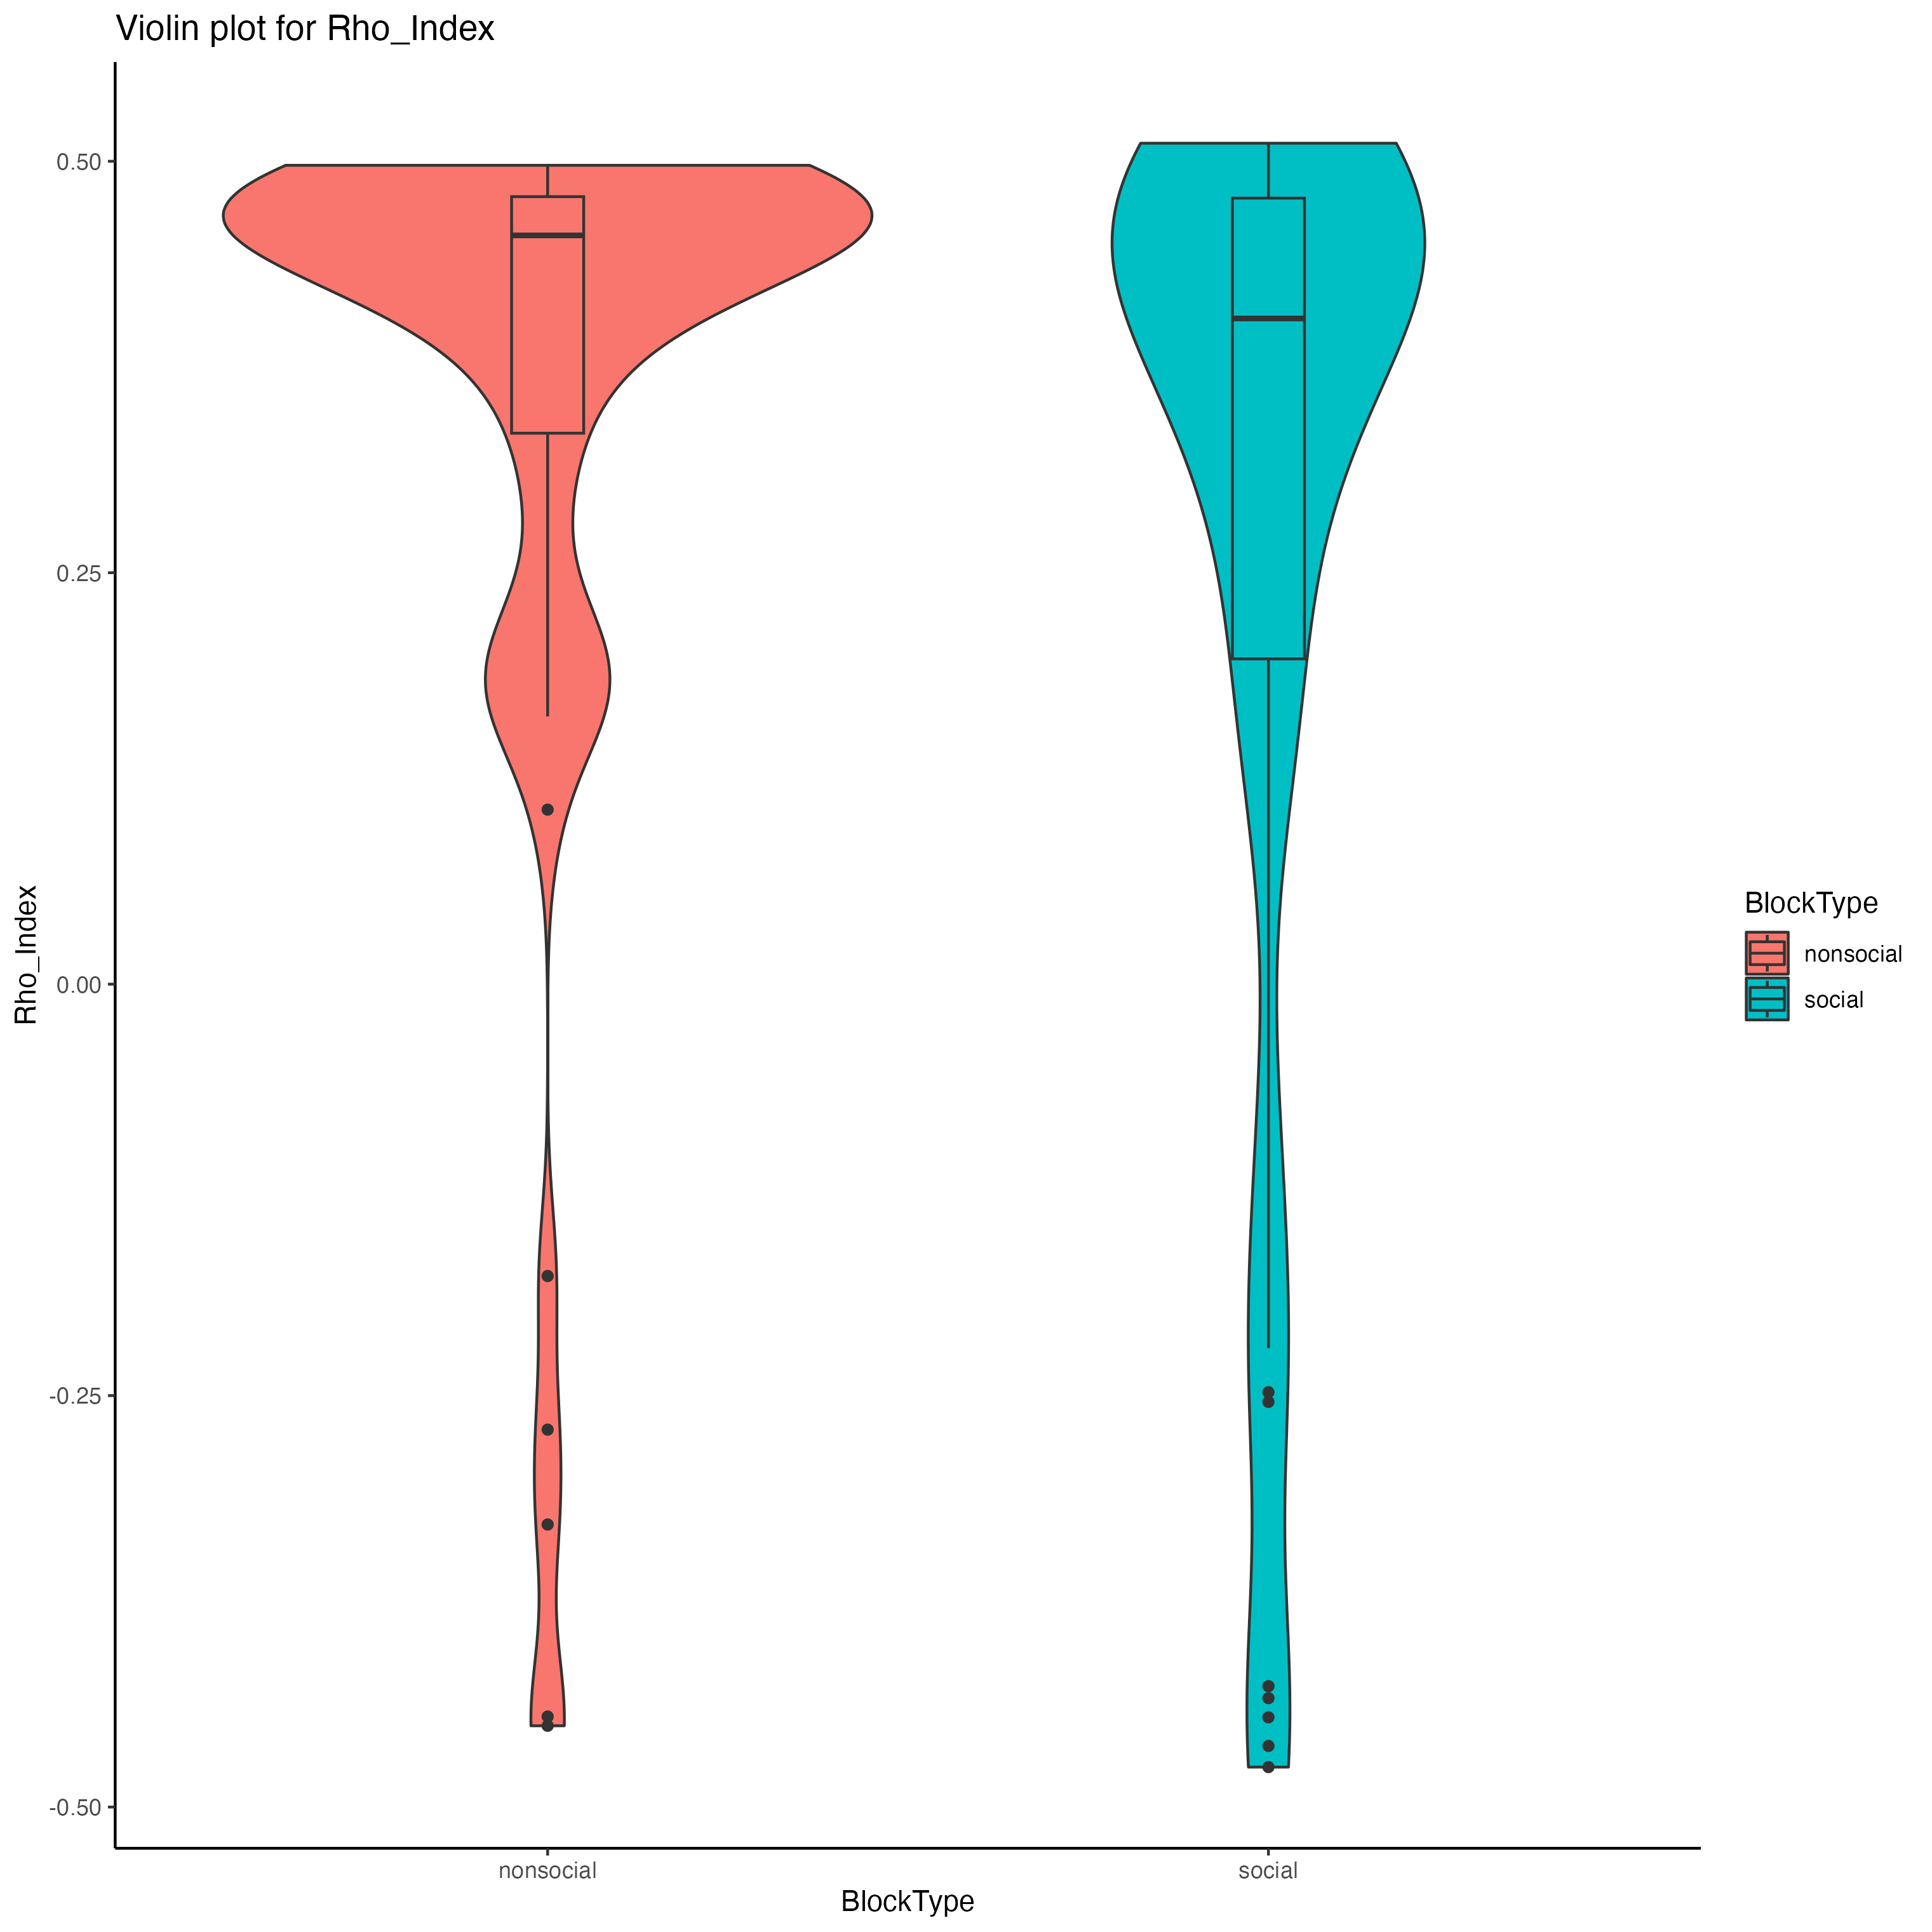 Violin plot for Rho_Index
0.50
0.25
0.00
-0.25
-0.50
Rho_Index
nonsocial
social
BlockType
BlockType
nonsocial
social